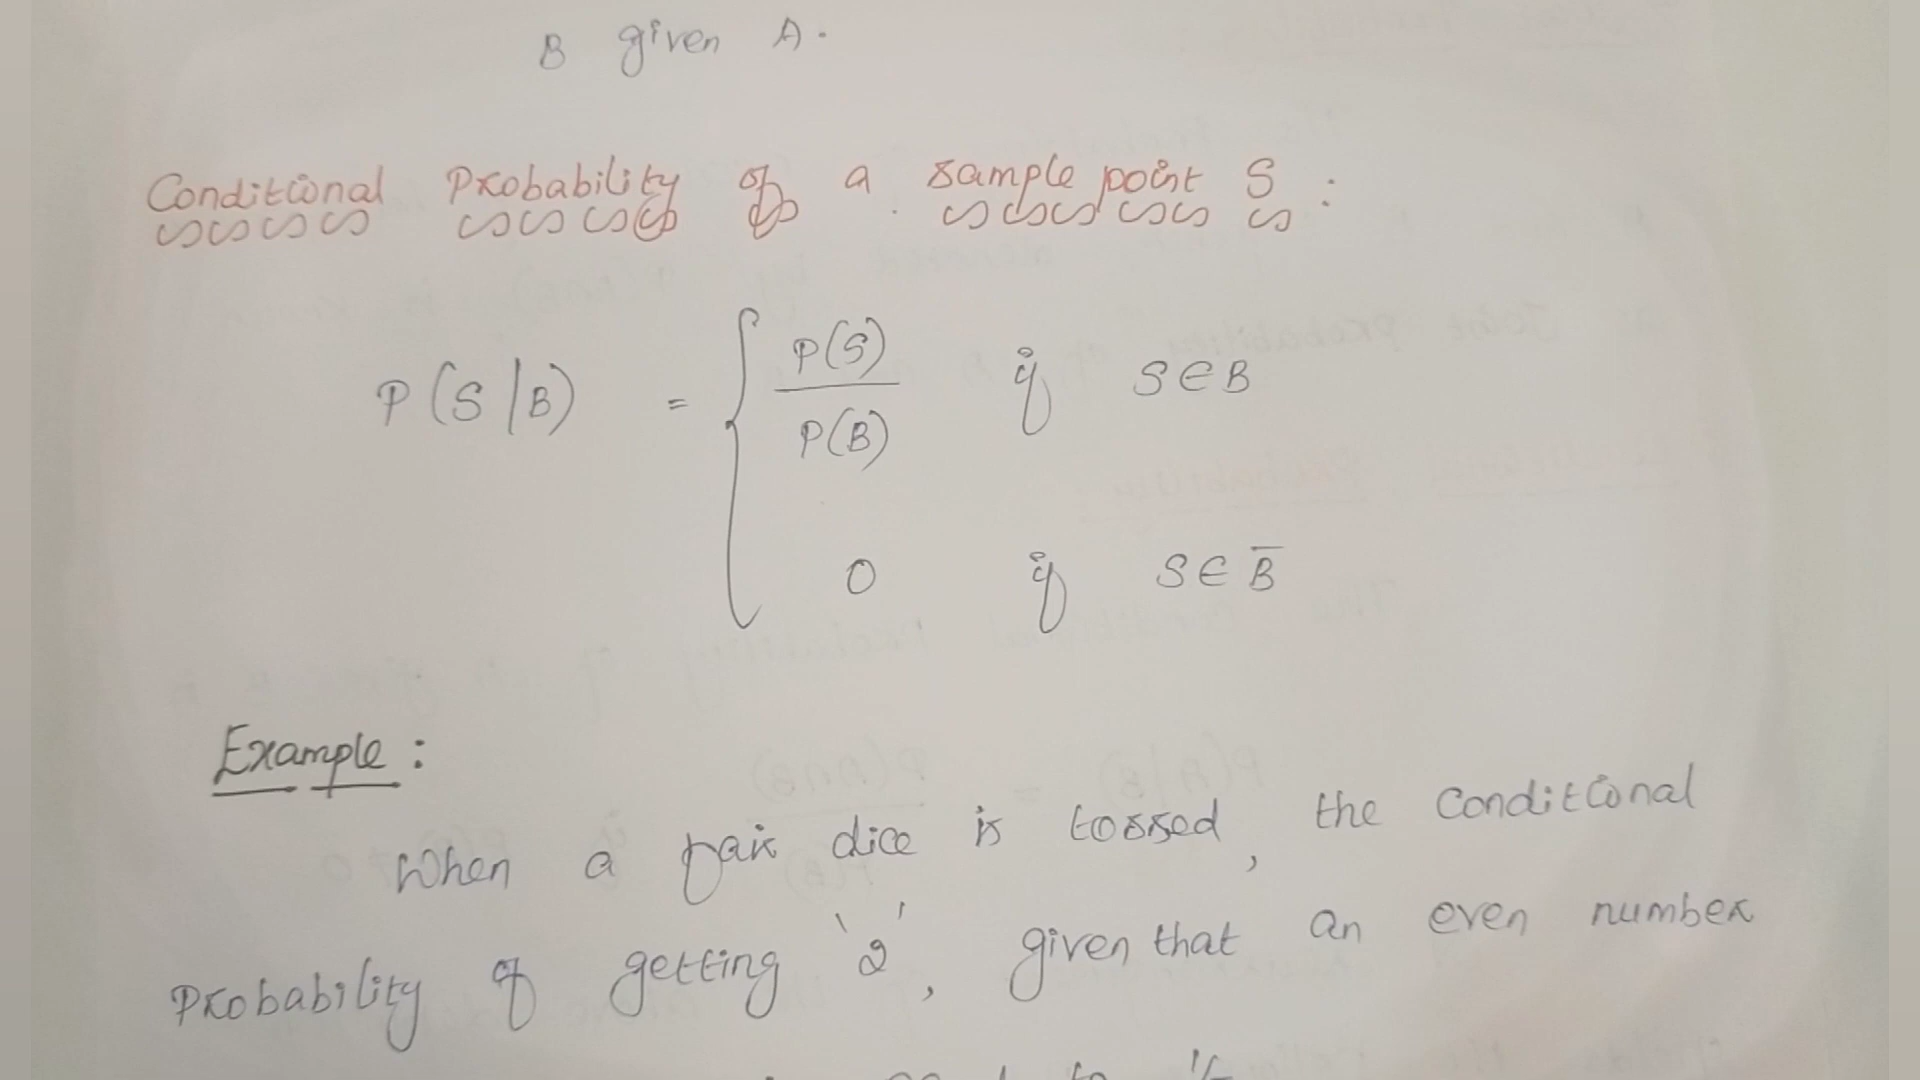 B given A.
Conditional Probability of a sample point S :
P(S|B) = { P(S)/P(B) if S∈B
0 if S∈B̅
Example :
When a fair dice is tossed, the conditional
Probability of getting '2', given that an even number